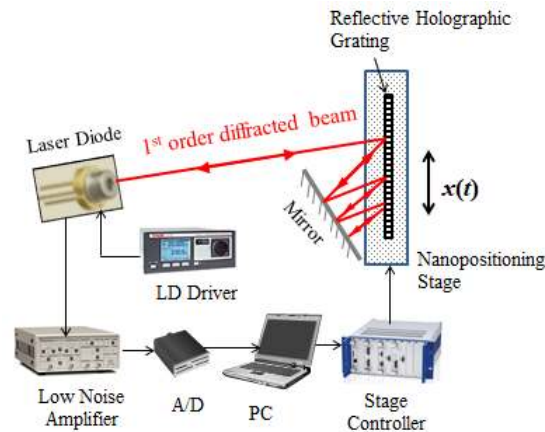 Reflective Holographic
Grating
Laser Diode
1st order diffracted beam
x(t)
Mirror
Nanopositioning
Stage
LD Driver
Low Noise
Amplifier
A/D
PC
Stage
Controller